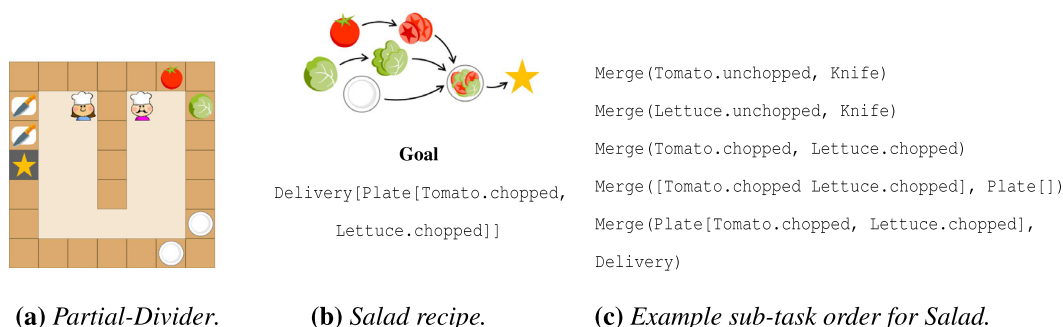 Goal
Delivery[Plate[Tomato.chopped,
Lettuce.chopped]]
Merge(Tomato.unchopped, Knife)
Merge(Lettuce.unchopped, Knife)
Merge(Tomato.chopped, Lettuce.chopped)
Merge([Tomato.chopped Lettuce.chopped], Plate[])
Merge(Plate[Tomato.chopped, Lettuce.chopped],
Delivery)
(a) Partial-Divider.
(b) Salad recipe.
(c) Example sub-task order for Salad.